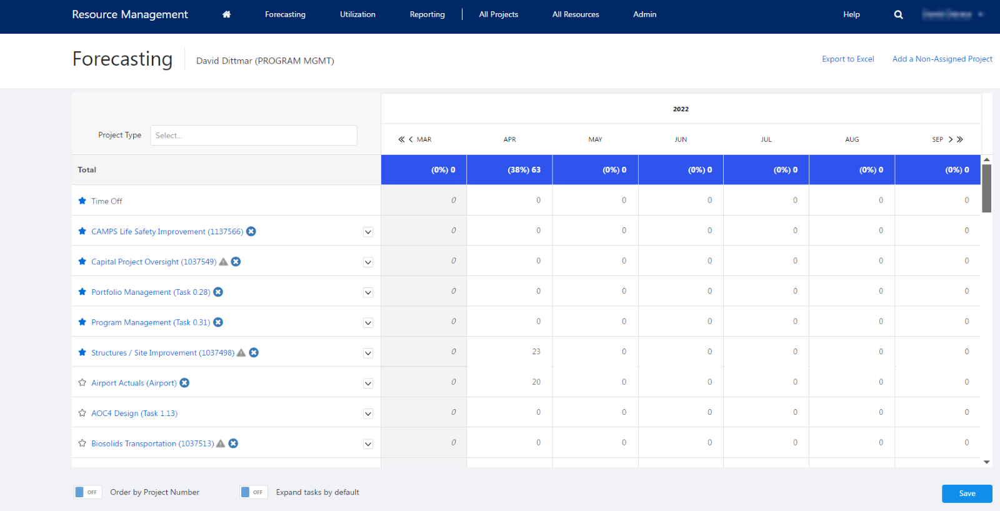 Resource Management Forecasting Utilization Reporting All Projects All Resources Admin Help
Forecasting David Dittmar (PROGRAM MGMT) Export to Excel Add a Non-Assigned Project
2022
Project Type Select...
MAR APR MAY JUN JUL AUG SEP
Total (0%) 0 (38%) 63 (0%) 0 (0%) 0 (0%) 0 (0%) 0 (0%) 0
Time Off 0 0 0 0 0 0 0
CAMPS Life Safety Improvement (1137566) 0 0 0 0 0 0 0
Capital Project Oversight (1037549) 0 0 0 0 0 0 0
Portfolio Management (Task 0.28) 0 0 0 0 0 0 0
Program Management (Task 0.31) 0 0 0 0 0 0 0
Structures / Site Improvement (1037498) 0 23 0 0 0 0 0
Airport Actuals (Airport) 0 20 0 0 0 0 0
AOC4 Design (Task 1.13) 0 0 0 0 0 0 0
Biosolids Transportation (1037513) 0 0 0 0 0 0 0
OFF Order by Project Number OFF Expand tasks by default Save